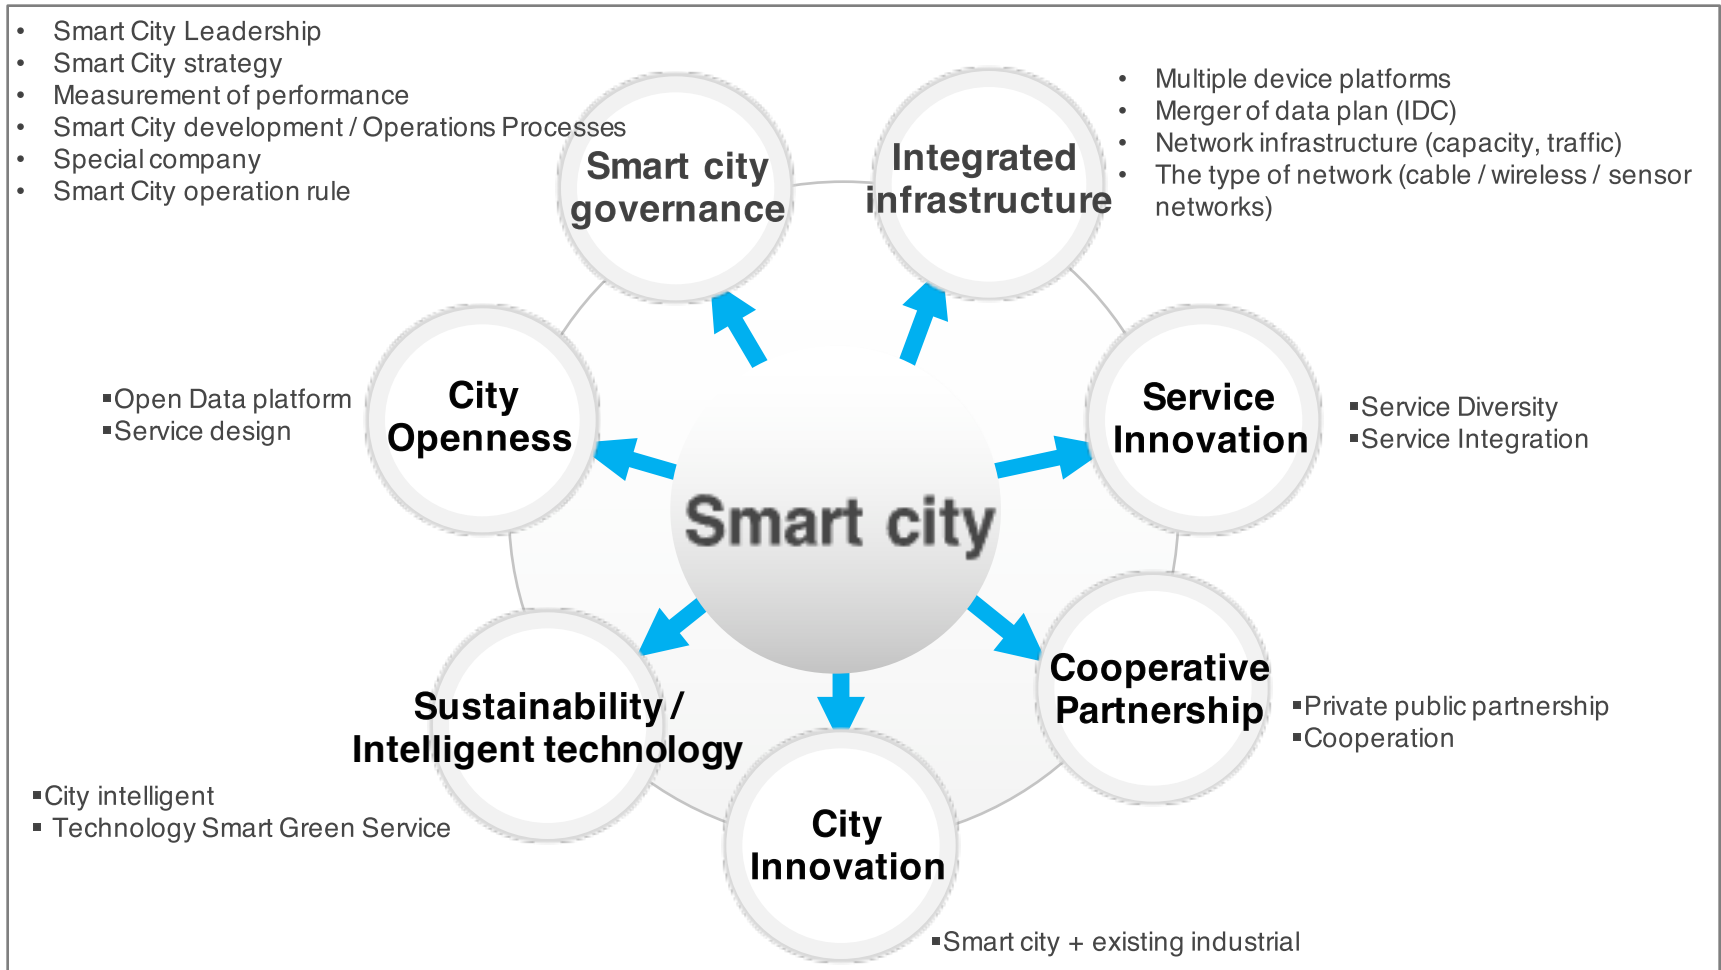 • Smart City Leadership
• Smart City strategy
• Measurement of performance
• Smart City development / Operations Processes
• Special company
• Smart City operation rule
Smart city
governance
Integrated
infrastructure
• Multiple device platforms
• Merger of data plan (IDC)
• Network infrastructure (capacity, traffic)
• The type of network (cable / wireless / sensor
networks)
▪Open Data platform
▪Service design
City
Openness
Service
Innovation
▪Service Diversity
▪Service Integration
Smart city
Sustainability /
Intelligent technology
▪City intelligent
▪ Technology Smart Green Service
Cooperative
Partnership
▪Private public partnership
▪Cooperation
City
Innovation
▪Smart city + existing industrial